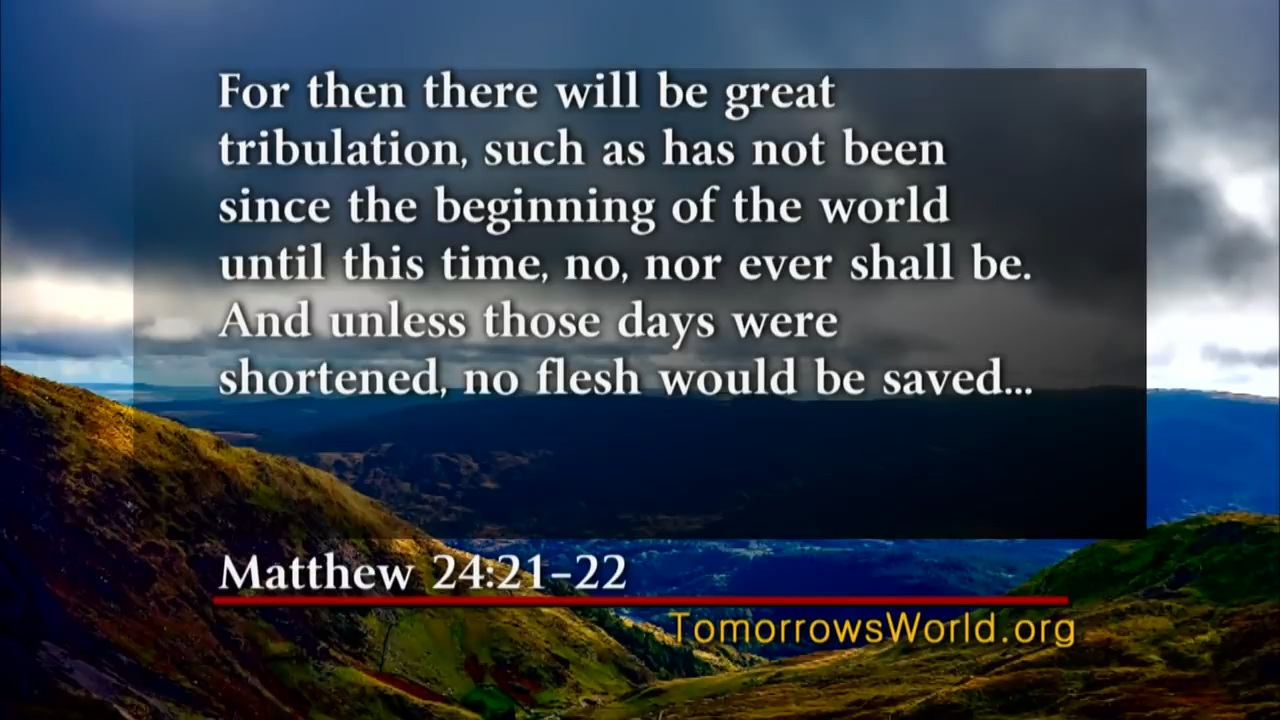 For then there will be great
tribulation, such as has not been
since the beginning of the world
until this time, no, nor ever shall be.
And unless those days were
shortened, no flesh would be saved...
Matthew 24:21–22
TomorrowsWorld.org